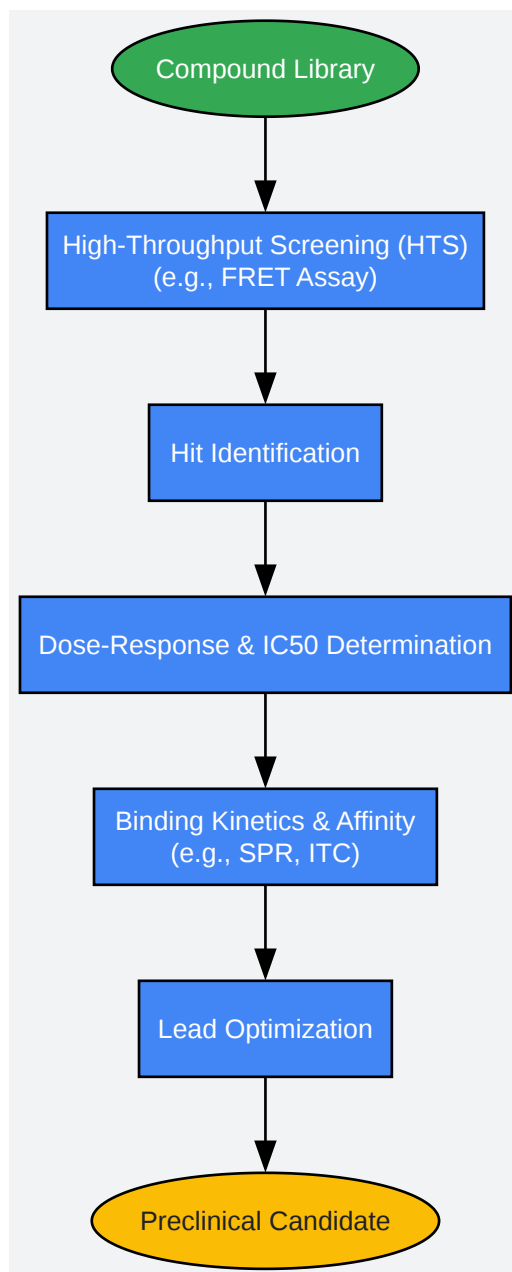 Compound Library
High-Throughput Screening (HTS)
(e.g., FRET Assay)
Hit Identification
Dose-Response & IC50 Determination
Binding Kinetics & Affinity
(e.g., SPR, ITC)
Lead Optimization
Preclinical Candidate